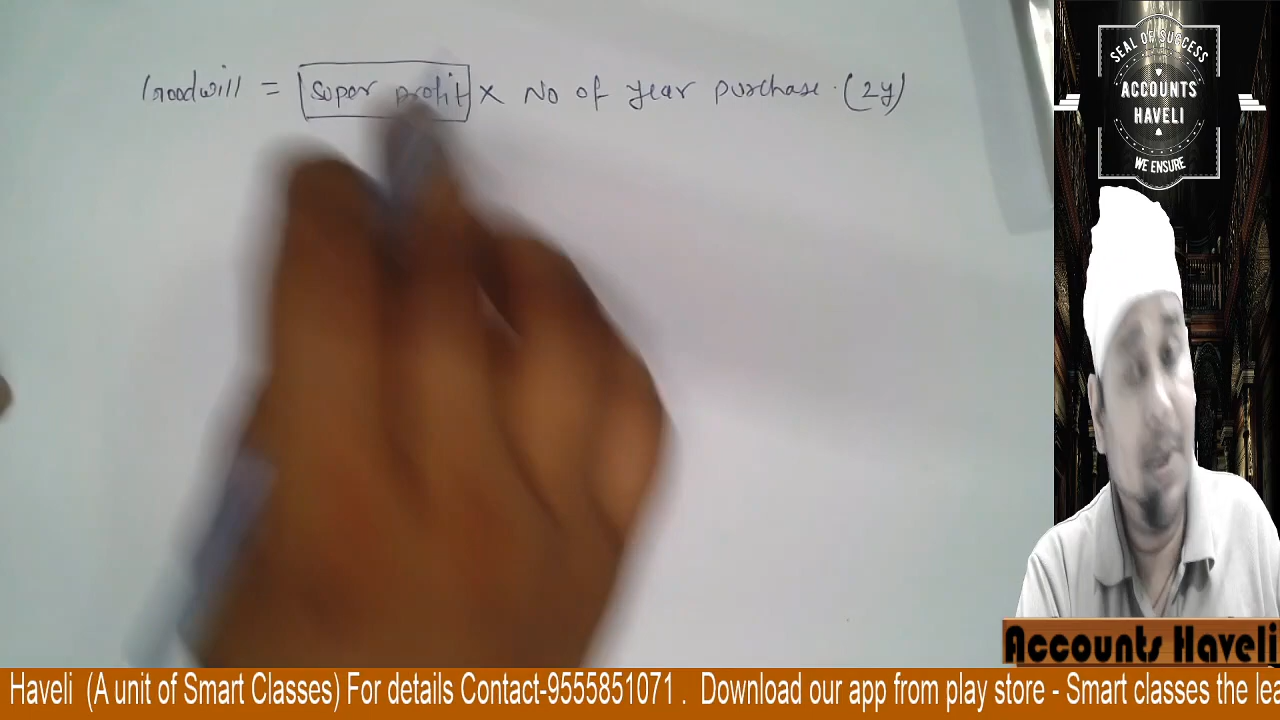 Goodwill = Super profit x No of year purchase. (2y)
SEAL OF SUCCESS
ACCOUNTS
HAVELI
WE ENSURE
Accounts Haveli
Haveli (A unit of Smart Classes) For details Contact-9555851071 . Download our app from play store - Smart classes the lea